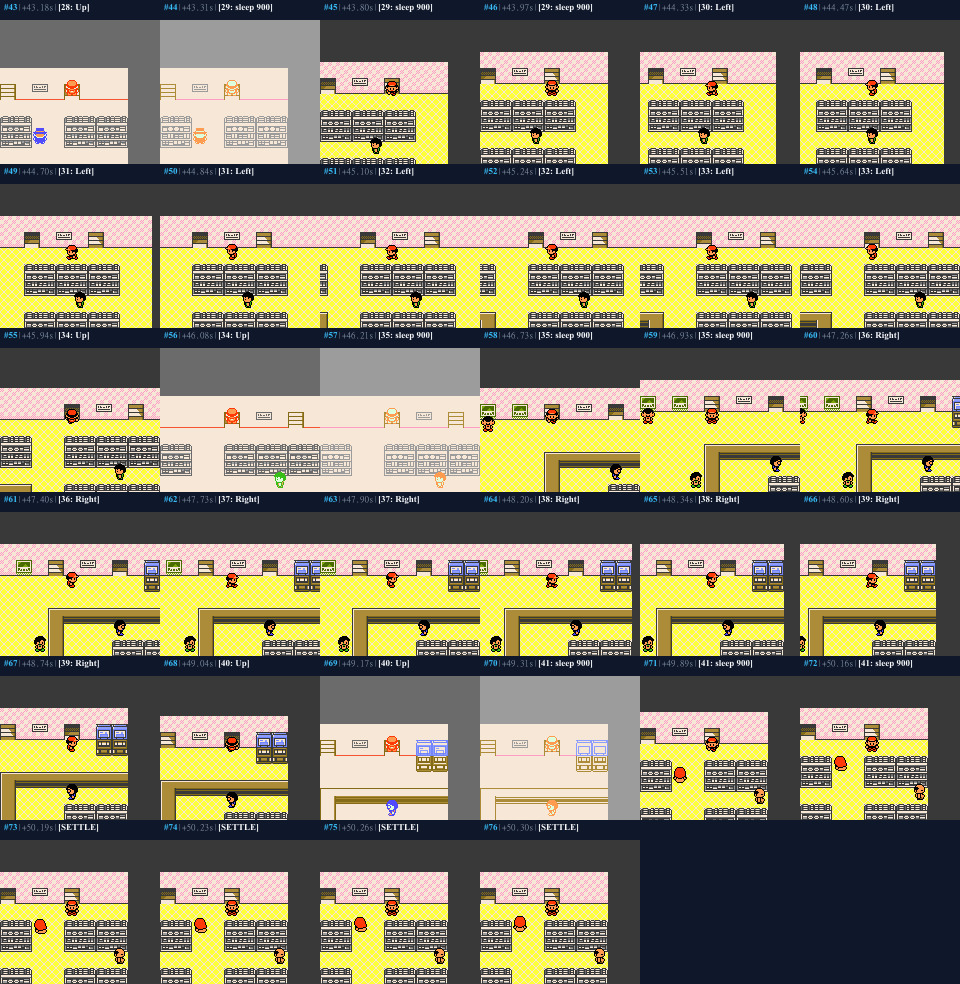 #43|+43.18s|[28: Up] #44|+43.31s|[29: sleep 900] #45|+43.80s|[29: sleep 900] #46|+43.97s|[29: sleep 900] #47|+44.33s|[30: Left] #48|+44.47s|[30: Left]
#49|+44.70s|[31: Left] #50|+44.84s|[31: Left] #51|+45.10s|[32: Left] #52|+45.24s|[32: Left] #53|+45.51s|[33: Left] #54|+45.64s|[33: Left]
#55|+45.94s|[34: Up] #56|+46.08s|[34: Up] #57|+46.21s|[35: sleep 900] #58|+46.73s|[35: sleep 900] #59|+46.93s|[35: sleep 900] #60|+47.26s|[36: Right]
#61|+47.40s|[36: Right] #62|+47.73s|[37: Right] #63|+47.90s|[37: Right] #64|+48.20s|[38: Right] #65|+48.34s|[38: Right] #66|+48.60s|[39: Right]
#67|+48.74s|[39: Right] #68|+49.04s|[40: Up] #69|+49.17s|[40: Up] #70|+49.31s|[41: sleep 900] #71|+49.89s|[41: sleep 900] #72|+50.16s|[41: sleep 900]
#73|+50.19s|[SETTLE] #74|+50.23s|[SETTLE] #75|+50.26s|[SETTLE] #76|+50.30s|[SETTLE]